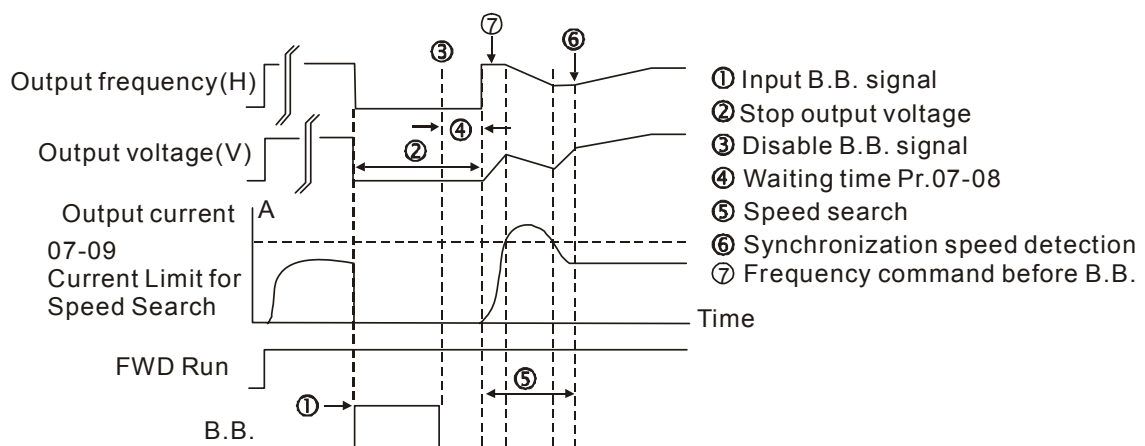 ⑦
③
⑥
Output frequency(H)
① Input B.B. signal
② Stop output voltage
④
③ Disable B.B. signal
Output voltage(V)
②
④ Waiting time Pr.07-08
Output current
A
⑤ Speed search
07-09
⑥ Synchronization speed detection
Current Limit for
⑦ Frequency command before B.B.
Speed Search
Time
FWD Run
⑤
①
B.B.